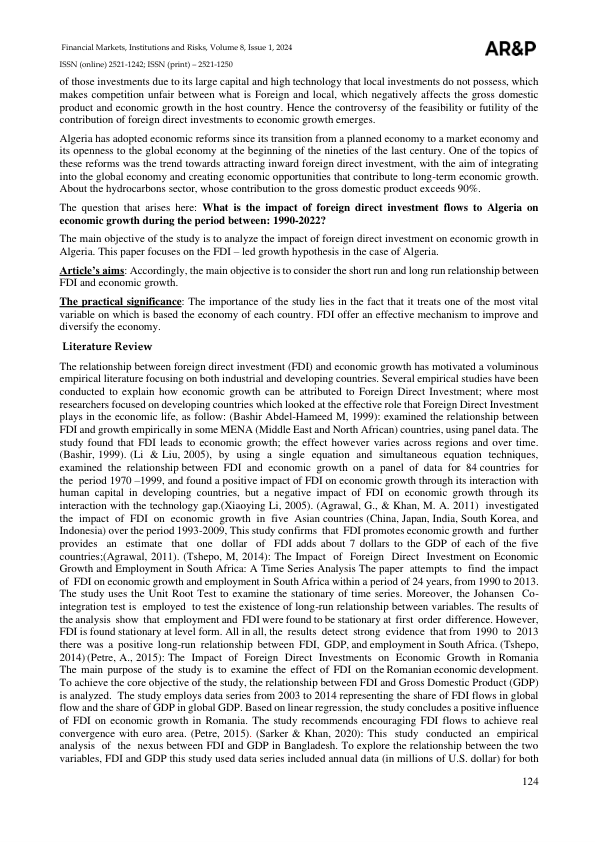 Financial Markets, Institutions and Risks, Volume 8, Issue 1, 2024
AR&P
ISSN (online) 2521-1242; ISSN (print) – 2521-1250
of those investments due to its large capital and high technology that local investments do not possess, which
makes competition unfair between what is Foreign and local, which negatively affects the gross domestic
product and economic growth in the host country. Hence the controversy of the feasibility or futility of the
contribution of foreign direct investments to economic growth emerges.
Algeria has adopted economic reforms since its transition from a planned economy to a market economy and
its openness to the global economy at the beginning of the nineties of the last century. One of the topics of
these reforms was the trend towards attracting inward foreign direct investment, with the aim of integrating
into the global economy and creating economic opportunities that contribute to long-term economic growth.
About the hydrocarbons sector, whose contribution to the gross domestic product exceeds 90%.
The question that arises here: What is the impact of foreign direct investment flows to Algeria on
economic growth during the period between: 1990-2022?
The main objective of the study is to analyze the impact of foreign direct investment on economic growth in
Algeria. This paper focuses on the FDI – led growth hypothesis in the case of Algeria.
Article's aims: Accordingly, the main objective is to consider the short run and long run relationship between
FDI and economic growth.
The practical significance: The importance of the study lies in the fact that it treats one of the most vital
variable on which is based the economy of each country. FDI offer an effective mechanism to improve and
diversify the economy.
Literature Review
The relationship between foreign direct investment (FDI) and economic growth has motivated a voluminous
empirical literature focusing on both industrial and developing countries. Several empirical studies have been
conducted to explain how economic growth can be attributed to Foreign Direct Investment; where most
researchers focused on developing countries which looked at the effective role that Foreign Direct Investment
plays in the economic life, as follow: (Bashir Abdel-Hameed M, 1999): examined the relationship between
FDI and growth empirically in some MENA (Middle East and North African) countries, using panel data. The
study found that FDI leads to economic growth; the effect however varies across regions and over time.
(Bashir, 1999). (Li & Liu, 2005), by using a single equation and simultaneous equation techniques,
examined the relationship between FDI and economic growth on a panel of data for 84 countries for
the period 1970 –1999, and found a positive impact of FDI on economic growth through its interaction with
human capital in developing countries, but a negative impact of FDI on economic growth through its
interaction with the technology gap.(Xiaoying Li, 2005). (Agrawal, G., & Khan, M. A. 2011) investigated
the impact of FDI on economic growth in five Asian countries (China, Japan, India, South Korea, and
Indonesia) over the period 1993-2009, This study confirms that FDI promotes economic growth and further
provides an estimate that one dollar of FDI adds about 7 dollars to the GDP of each of the five
countries;(Agrawal, 2011). (Tshepo, M, 2014): The Impact of Foreign Direct Investment on Economic
Growth and Employment in South Africa: A Time Series Analysis The paper attempts to find the impact
of FDI on economic growth and employment in South Africa within a period of 24 years, from 1990 to 2013.
The study uses the Unit Root Test to examine the stationary of time series. Moreover, the Johansen Co-
integration test is employed to test the existence of long-run relationship between variables. The results of
the analysis show that employment and FDI were found to be stationary at first order difference. However,
FDI is found stationary at level form. All in all, the results detect strong evidence that from 1990 to 2013
there was a positive long-run relationship between FDI, GDP, and employment in South Africa. (Tshepo,
2014) (Petre, A., 2015): The Impact of Foreign Direct Investments on Economic Growth in Romania
The main purpose of the study is to examine the effect of FDI on the Romanian economic development.
To achieve the core objective of the study, the relationship between FDI and Gross Domestic Product (GDP)
is analyzed. The study employs data series from 2003 to 2014 representing the share of FDI flows in global
flow and the share of GDP in global GDP. Based on linear regression, the study concludes a positive influence
of FDI on economic growth in Romania. The study recommends encouraging FDI flows to achieve real
convergence with euro area. (Petre, 2015). (Sarker & Khan, 2020): This study conducted an empirical
analysis of the nexus between FDI and GDP in Bangladesh. To explore the relationship between the two
variables, FDI and GDP this study used data series included annual data (in millions of U.S. dollar) for both
124